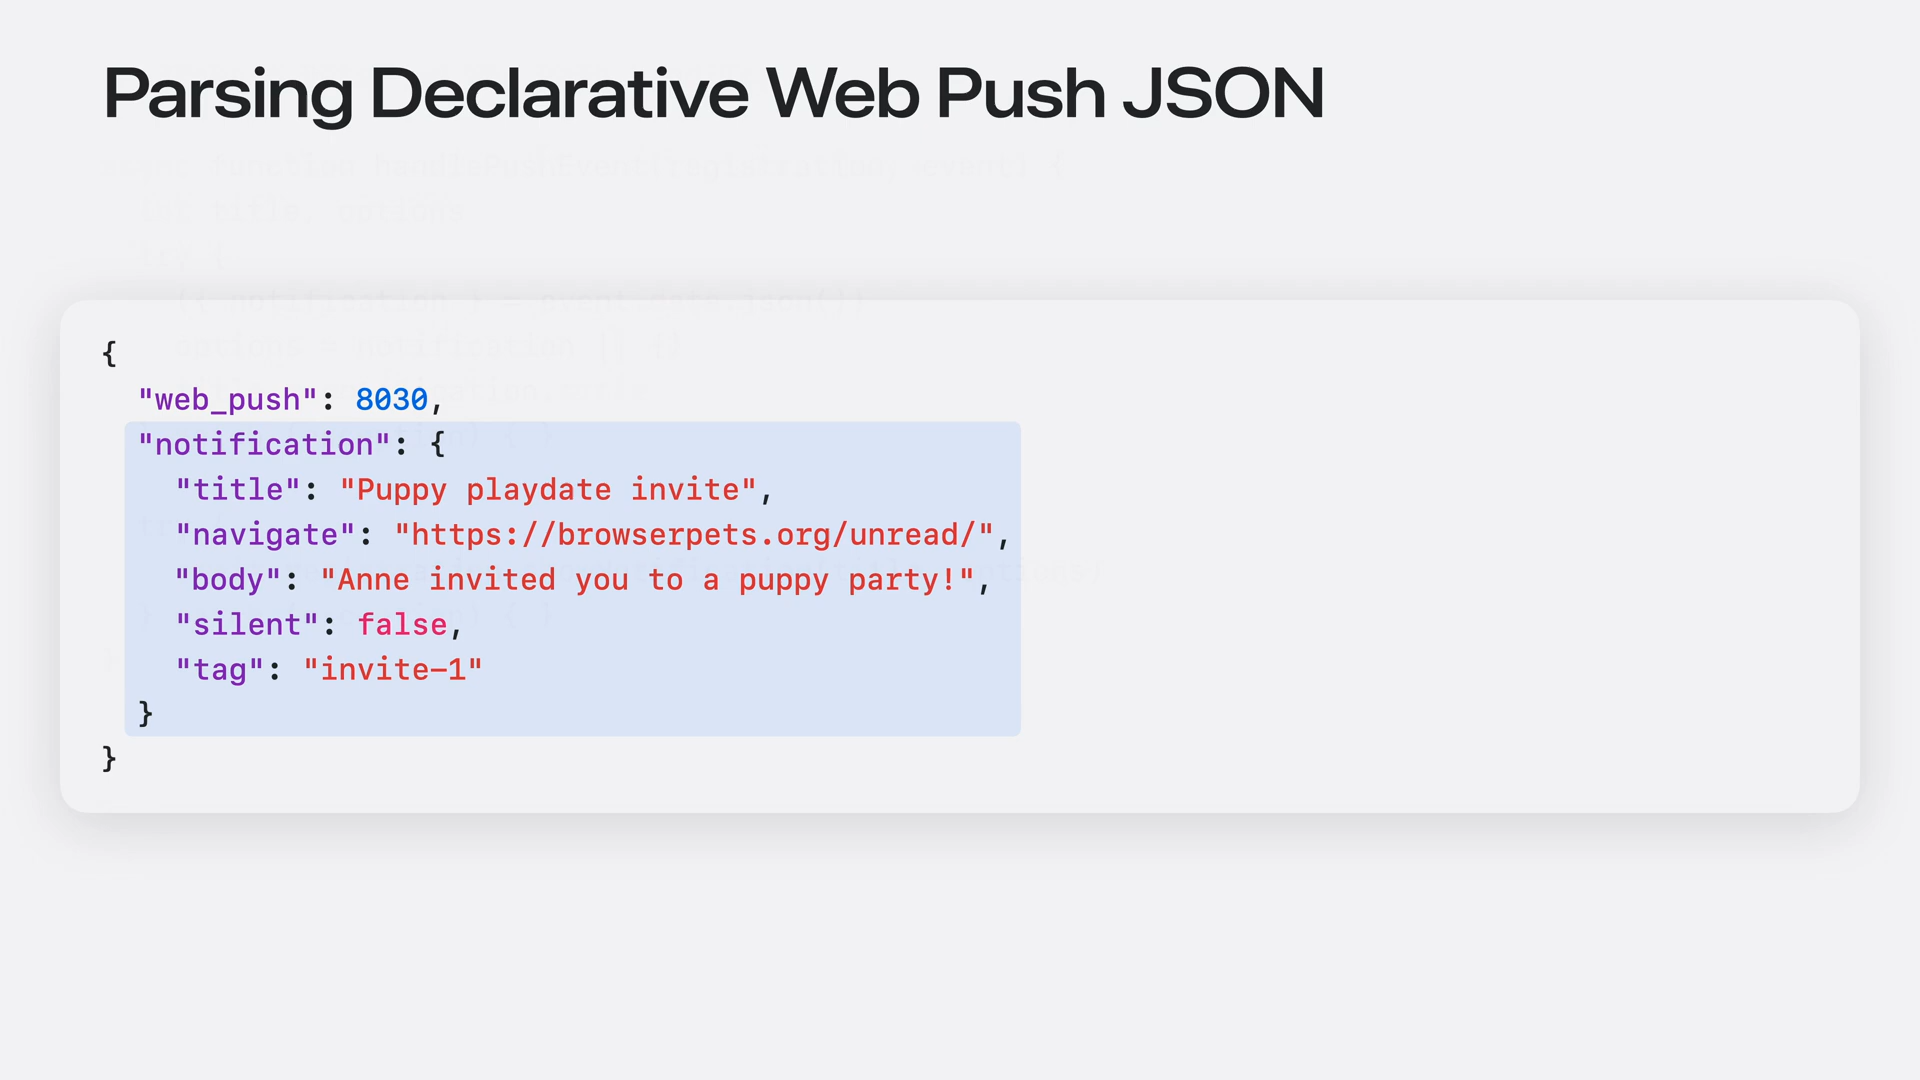 Parsing Declarative Web Push JSON
{
"web_push": 8030,
"notification": {
"title": "Puppy playdate invite",
"navigate": "https://browserpets.org/unread/",
"body": "Anne invited you to a puppy party!",
"silent": false,
"tag": "invite-1"
}
}